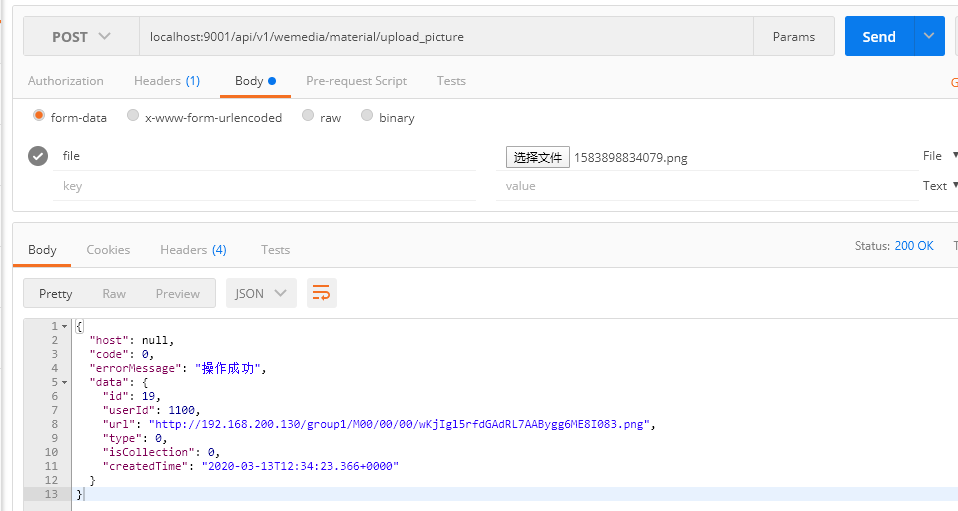 POST localhost:9001/api/v1/wemedia/material/upload_picture Params Send
Authorization Headers (1) Body Pre-request Script Tests
form-data x-www-form-urlencoded raw binary
file 选择文件 1583898834079.png File
key value Text
Body Cookies Headers (4) Tests Status: 200 OK
Pretty Raw Preview JSON
1 {
2 "host": null,
3 "code": 0,
4 "errorMessage": "操作成功",
5 "data": {
6 "id": 19,
7 "userId": 1100,
8 "url": "http://192.168.200.130/group1/M00/00/00/wKjIgl5rfdGAdRL7AABygg6ME8I083.png",
9 "type": 0,
10 "isCollection": 0,
11 "createdTime": "2020-03-13T12:34:23.366+0000"
12 }
13 }